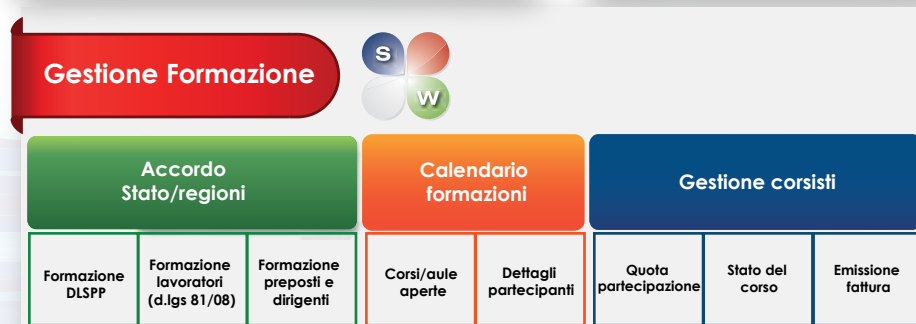 Gestione Formazione
S
W
Accordo
Stato/regioni
Calendario
formazioni
Gestione corsisti
Formazione
DLSPP
Formazione
lavoratori
(d.lgs 81/08)
Formazione
preposti e
dirigenti
Corsi/aule
aperte
Dettagli
partecipanti
Quota
partecipazione
Stato del
corso
Emissione
fattura